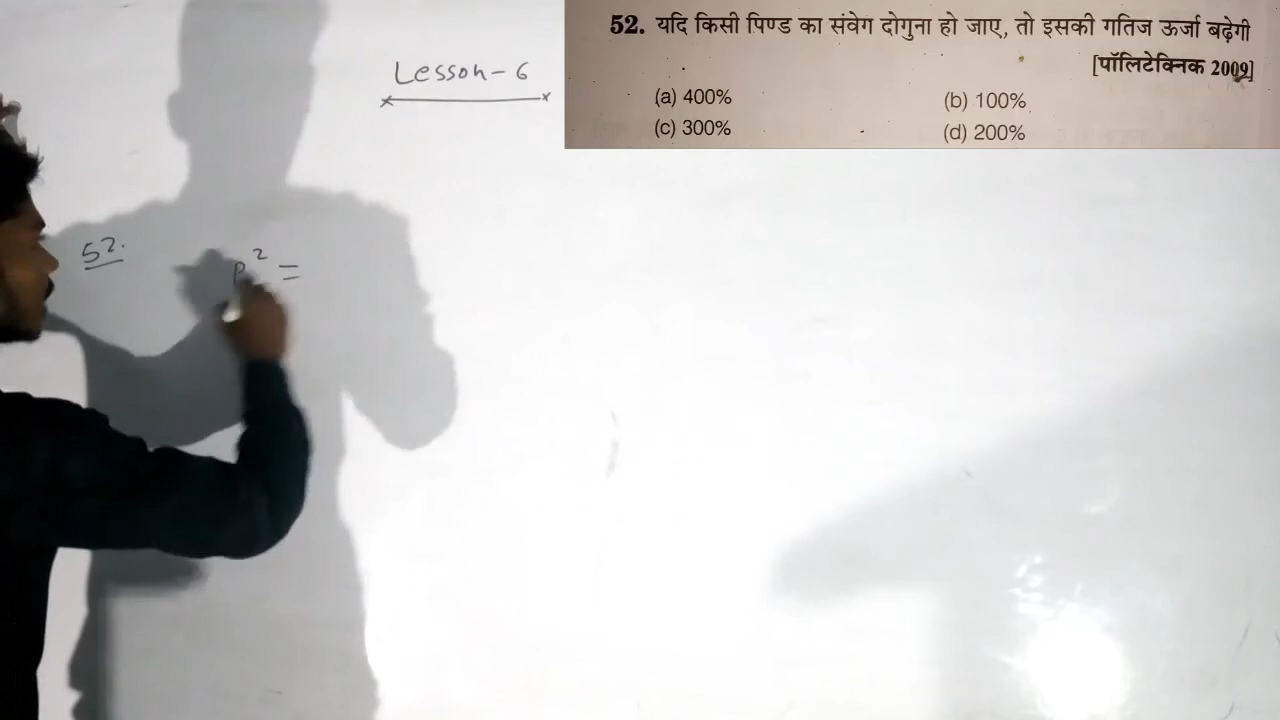 Lesson-6
52. यदि किसी पिण्ड का संवेग दोगुना हो जाए, तो इसकी गतिज ऊर्जा बढ़ेगी
[पॉलिटेक्निक 2009]
(a) 400% (b) 100%
(c) 300% (d) 200%
52. P² =